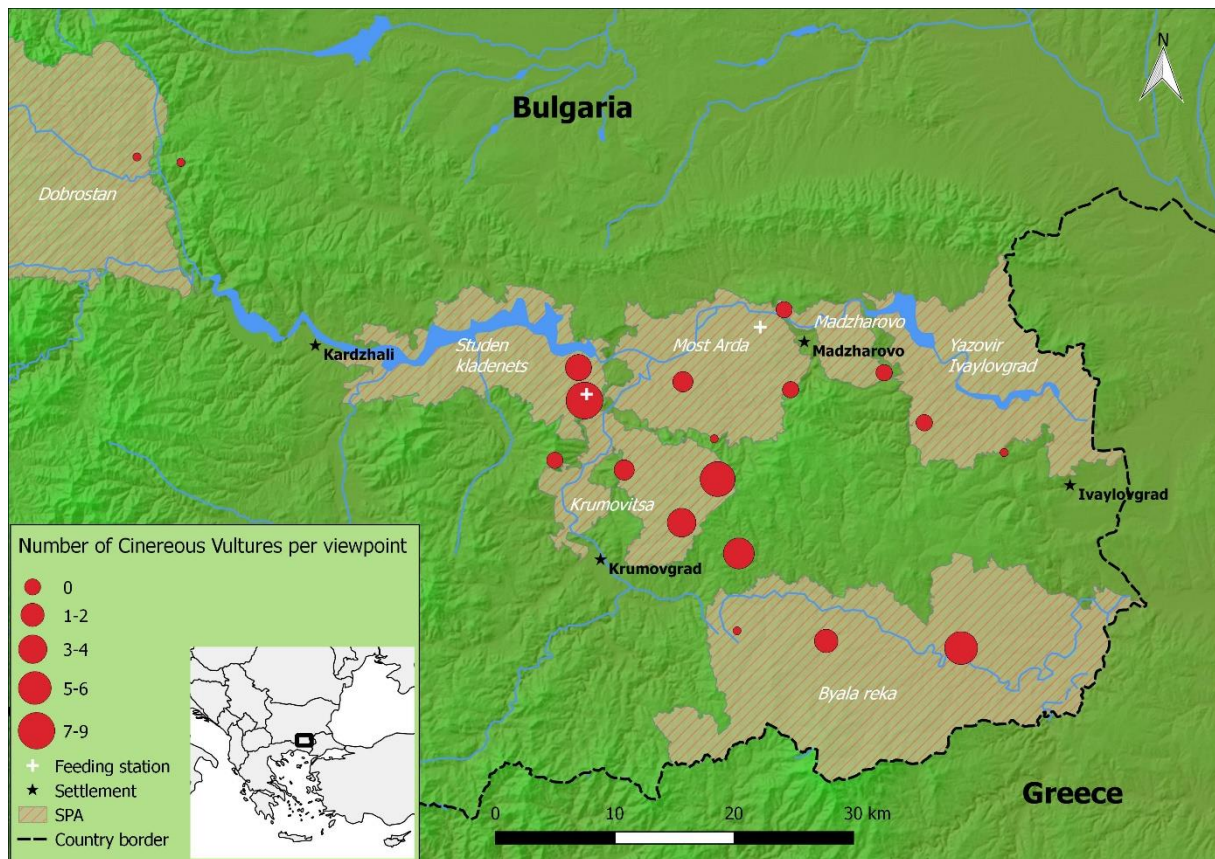 N
Bulgaria
Dobrostan
Kardzhali
Studen
kladenets
Most Arda
Madzharovo
Madzharovo
Yazovir
Ivaylovgrad
Ivaylovgrad
Krumovitsa
Krumovgrad
Byala reka
Greece
Number of Cinereous Vultures per viewpoint
0
1-2
3-4
5-6
7-9
Feeding station
Settlement
SPA
Country border
0 10 20 30 km